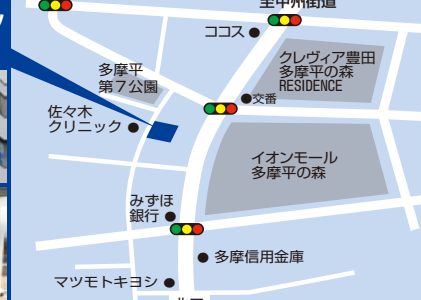 里甲州街道
ココス
クレヴィア豊田
多摩平の森
RESIDENCE
多摩平
第7公園
交番
佐々木
クリニック
イオンモール
多摩平の森
みずほ
銀行
多摩信用金庫
マツモトキヨシ